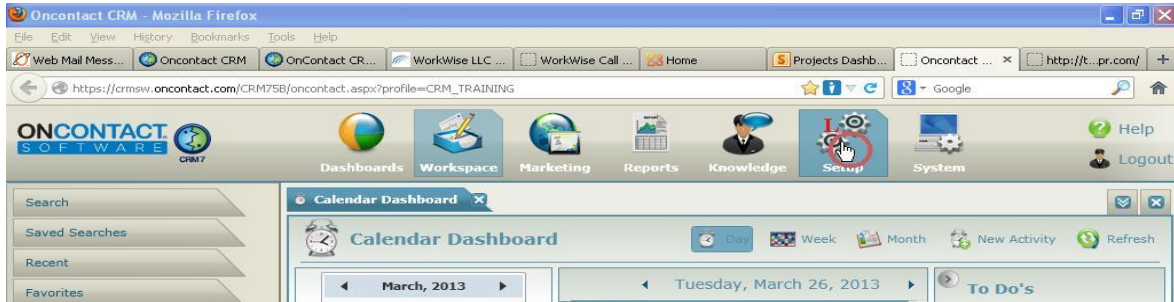 Oncontact CRM - Mozilla Firefox
File Edit View History Bookmarks Tools Help
Web Mail Mess... Oncontact CRM OnContact CR... WorkWise LLC ... WorkWise Call ... Home Projects Dashb... Oncontact ... http://t...pr.com/
https://crmsw.oncontact.com/CRM75B/oncontact.aspx?profile=CRM_TRAINING Google
ONCONTACT
SOFTWARE
CRM7
Dashboards Workspace Marketing Reports Knowledge Setup System
L
Help
Logout
Search
Saved Searches
Recent
Favorites
Calendar Dashboard
Calendar Dashboard Day Week Month New Activity Refresh
March, 2013 Tuesday, March 26, 2013 To Do's